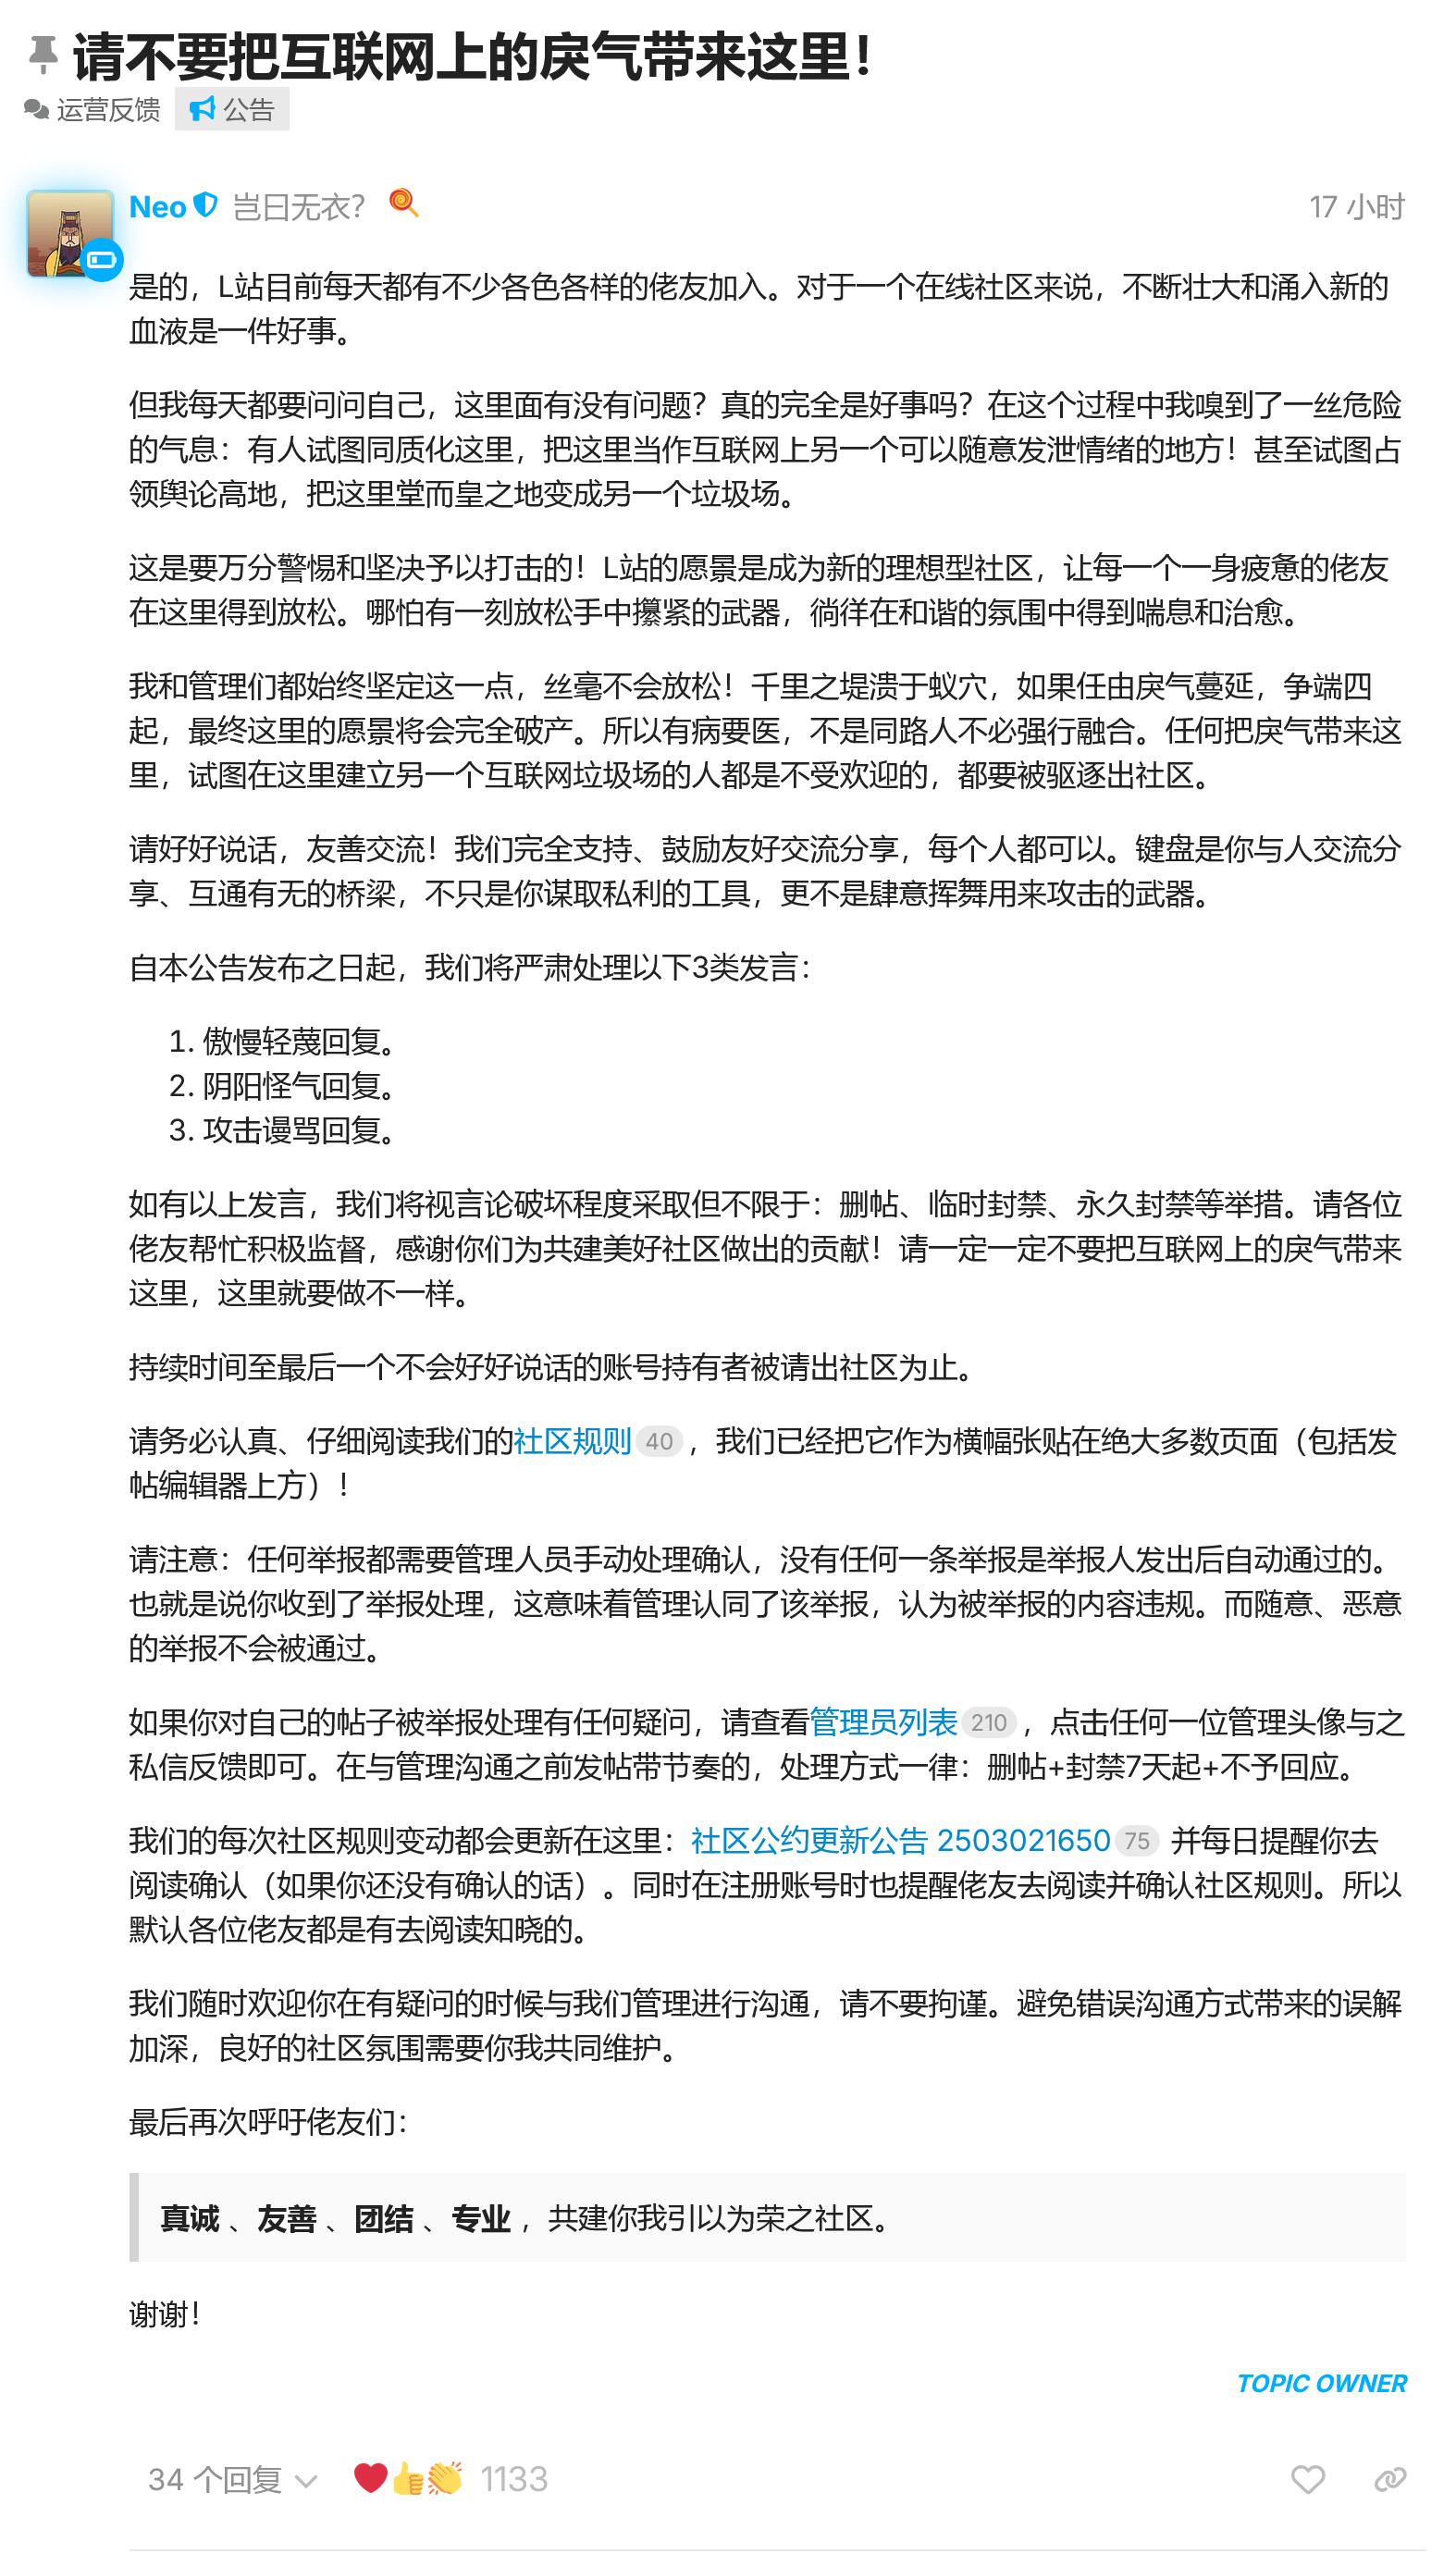 请不要把互联网上的戾气带来这里！
运营反馈 公告
Neo 岂曰无衣？ 17 小时
是的，L站目前每天都有不少各色各样的佬友加入。对于一个在线社区来说，不断壮大和涌入新的
血液是一件好事。
但我每天都要问问自己，这里面有没有问题？真的完全是好事吗？在这个过程中我嗅到了一丝危险
的气息：有人试图同质化这里，把这里当作互联网上另一个可以随意发泄情绪的地方！甚至试图占
领舆论高地，把这里堂而皇之地变成另一个垃圾场。
这是要万分警惕和坚决予以打击的！L站的愿景是成为新的理想型社区，让每一个一身疲惫的佬友
在这里得到放松。哪怕有一刻放松手中攥紧的武器，徜徉在和谐的氛围中得到喘息和治愈。
我和管理们都始终坚定这一点，丝毫不会放松！千里之堤溃于蚁穴，如果任由戾气蔓延，争端四
起，最终这里的愿景将会完全破产。所以有病要医，不是同路人不必强行融合。任何把戾气带来这
里，试图在这里建立另一个互联网垃圾场的人都是不受欢迎的，都要被驱逐出社区。
请好好说话，友善交流！我们完全支持、鼓励友好交流分享，每个人都可以。键盘是你与人交流分
享、互通有无的桥梁，不只是你谋取私利的工具，更不是肆意挥舞用来攻击的武器。
自本公告发布之日起，我们将严肃处理以下3类发言：
1. 傲慢轻蔑回复。
2. 阴阳怪气回复。
3. 攻击谩骂回复。
如有以上发言，我们将视言论破坏程度采取但不限于：删帖、临时封禁、永久封禁等举措。请各位
佬友帮忙积极监督，感谢你们为共建美好社区做出的贡献！请一定一定不要把互联网上的戾气带来
这里，这里就要做不一样。
持续时间至最后一个不会好好说话的账号持有者被请出社区为止。
请务必认真、仔细阅读我们的社区规则 40 ，我们已经把它作为横幅张贴在绝大多数页面（包括发
帖编辑器上方）！
请注意：任何举报都需要管理人员手动处理确认，没有任何一条举报是举报人发出后自动通过的。
也就是说你收到了举报处理，这意味着管理认同了该举报，认为被举报的内容违规。而随意、恶意
的举报不会被通过。
如果你对自己的帖子被举报处理有任何疑问，请查看管理员列表 210 ，点击任何一位管理头像与之
私信反馈即可。在与管理沟通之前发帖带节奏的，处理方式一律：删帖+封禁7天起+不予回应。
我们的每次社区规则变动都会更新在这里：社区公约更新公告 2503021650 75 并每日提醒你去
阅读确认（如果你还没有确认的话）。同时在注册账号时也提醒佬友去阅读并确认社区规则。所以
默认各位佬友都是有去阅读知晓的。
我们随时欢迎你在有疑问的时候与我们管理进行沟通，请不要拘谨。避免错误沟通方式带来的误解
加深，良好的社区氛围需要你我共同维护。
最后再次呼吁佬友们：
真诚 、友善 、团结 、专业 ，共建你我引以为荣之社区。
谢谢！
TOPIC OWNER
34 个回复 1133